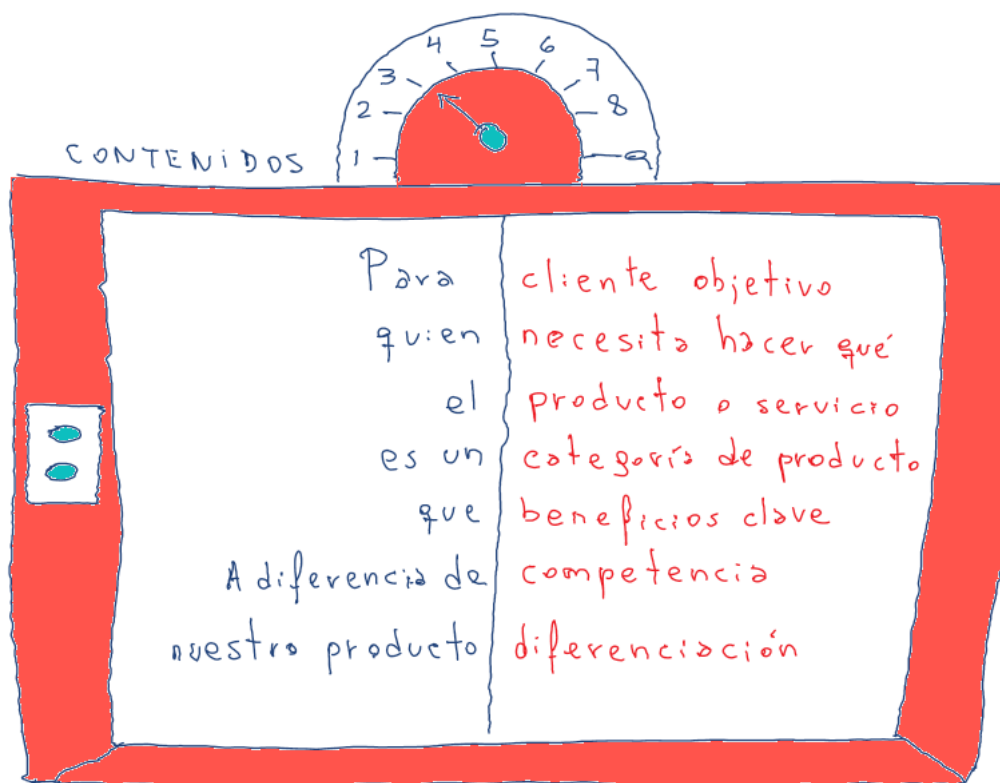 1 2 3 4 5 6 7 8 9
CONTENiDOS
Para cliente objetivo
quien necesita hacer qué
el producto o servicio
es un categoría de producto
que beneficios clave
A diferencia de competencia
nuestro producto diferenciación